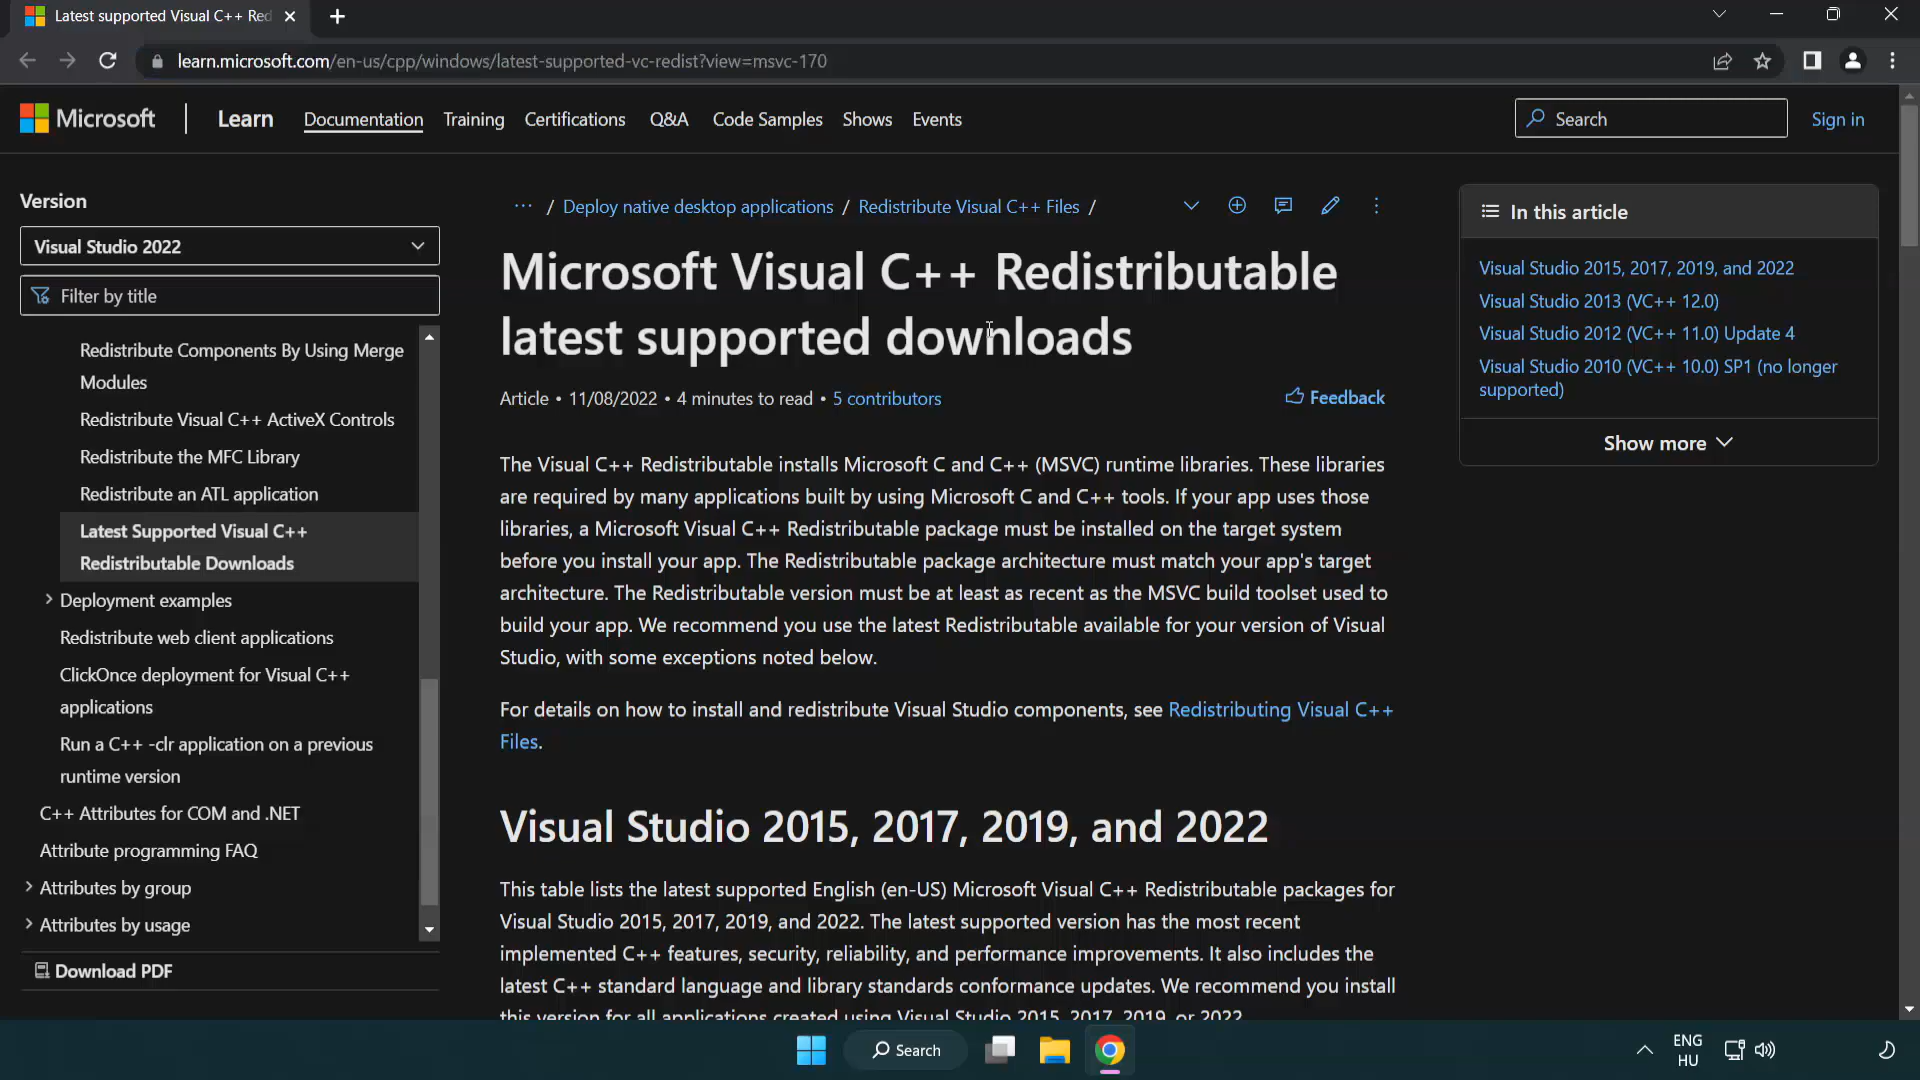 Latest supported Visual C++ Red
learn.microsoft.com/en-us/cpp/windows/latest-supported-vc-redist?view=msvc-170
Microsoft
Learn
Documentation
Training
Certifications
Q&A
Code Samples
Shows
Events
Search
Sign in
Version
Visual Studio 2022
Filter by title
Redistribute Components By Using Merge
Modules
Redistribute Visual C++ ActiveX Controls
Redistribute the MFC Library
Redistribute an ATL application
Latest Supported Visual C++
Redistributable Downloads
Deployment examples
Redistribute web client applications
ClickOnce deployment for Visual C++
applications
Run a C++ -clr application on a previous
runtime version
C++ Attributes for COM and .NET
Attribute programming FAQ
Attributes by group
Attributes by usage
Download PDF
··· / Deploy native desktop applications / Redistribute Visual C++ Files /
Microsoft Visual C++ Redistributable
latest supported downloads
Article • 11/08/2022 • 4 minutes to read • 5 contributors
Feedback
The Visual C++ Redistributable installs Microsoft C and C++ (MSVC) runtime libraries. These libraries
are required by many applications built by using Microsoft C and C++ tools. If your app uses those
libraries, a Microsoft Visual C++ Redistributable package must be installed on the target system
before you install your app. The Redistributable package architecture must match your app's target
architecture. The Redistributable version must be at least as recent as the MSVC build toolset used to
build your app. We recommend you use the latest Redistributable available for your version of Visual
Studio, with some exceptions noted below.
For details on how to install and redistribute Visual Studio components, see Redistributing Visual C++
Files.
Visual Studio 2015, 2017, 2019, and 2022
This table lists the latest supported English (en-US) Microsoft Visual C++ Redistributable packages for
Visual Studio 2015, 2017, 2019, and 2022. The latest supported version has the most recent
implemented C++ features, security, reliability, and performance improvements. It also includes the
latest C++ standard language and library standards conformance updates. We recommend you install
this version for all applications created using Visual Studio 2015, 2017, 2019, or 2022.
In this article
Visual Studio 2015, 2017, 2019, and 2022
Visual Studio 2013 (VC++ 12.0)
Visual Studio 2012 (VC++ 11.0) Update 4
Visual Studio 2010 (VC++ 10.0) SP1 (no longer
supported)
Show more
Search
ENG
HU